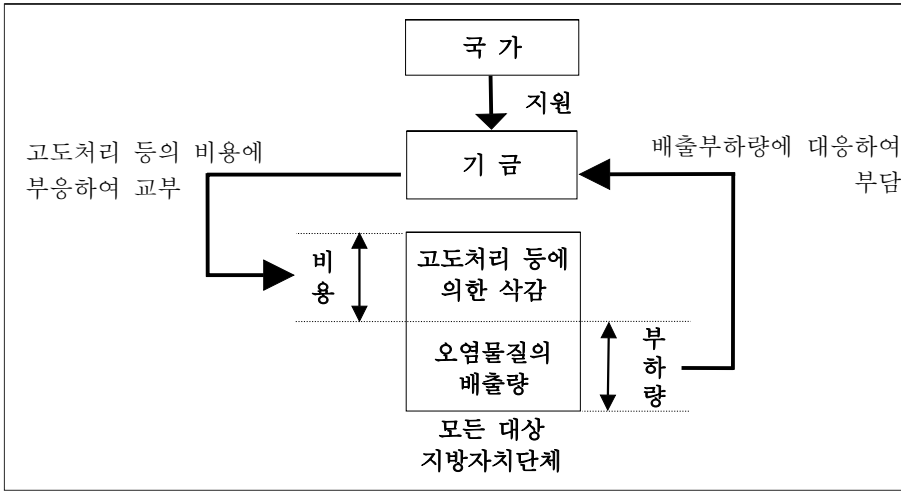 국 가
지원
고도처리 등의 비용에
부응하여 교부
기 금
배출부하량에 대응하여
부담
비
용
고도처리 등에
의한 삭감
오염물질의
배출량
부
하
량
모든 대상
지방자치단체